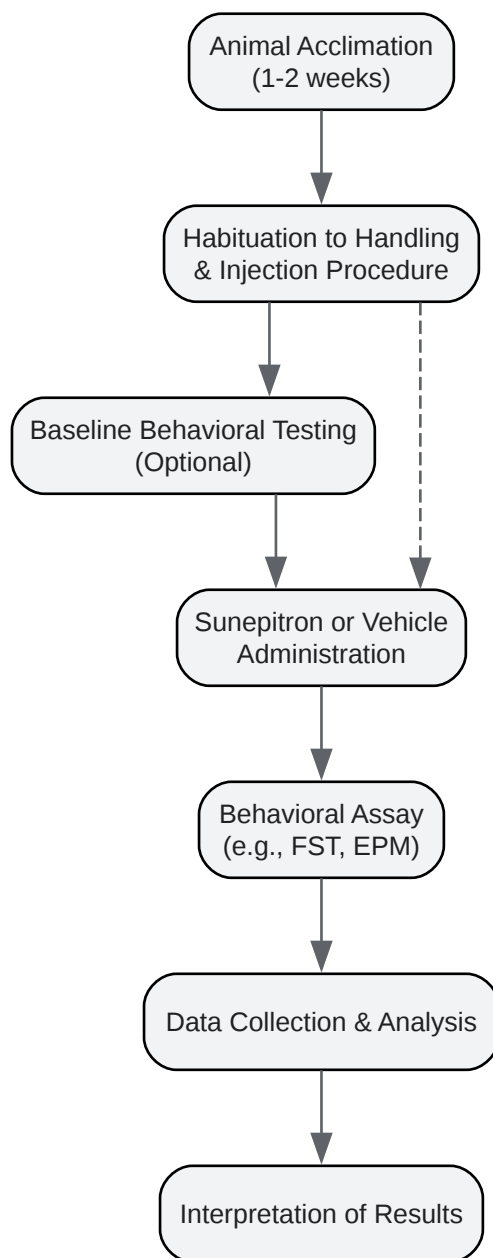 Animal Acclimation
(1-2 weeks)
Habituation to Handling
& Injection Procedure
Baseline Behavioral Testing
(Optional)
Sunepitron or Vehicle
Administration
Behavioral Assay
(e.g., FST, EPM)
Data Collection & Analysis
Interpretation of Results